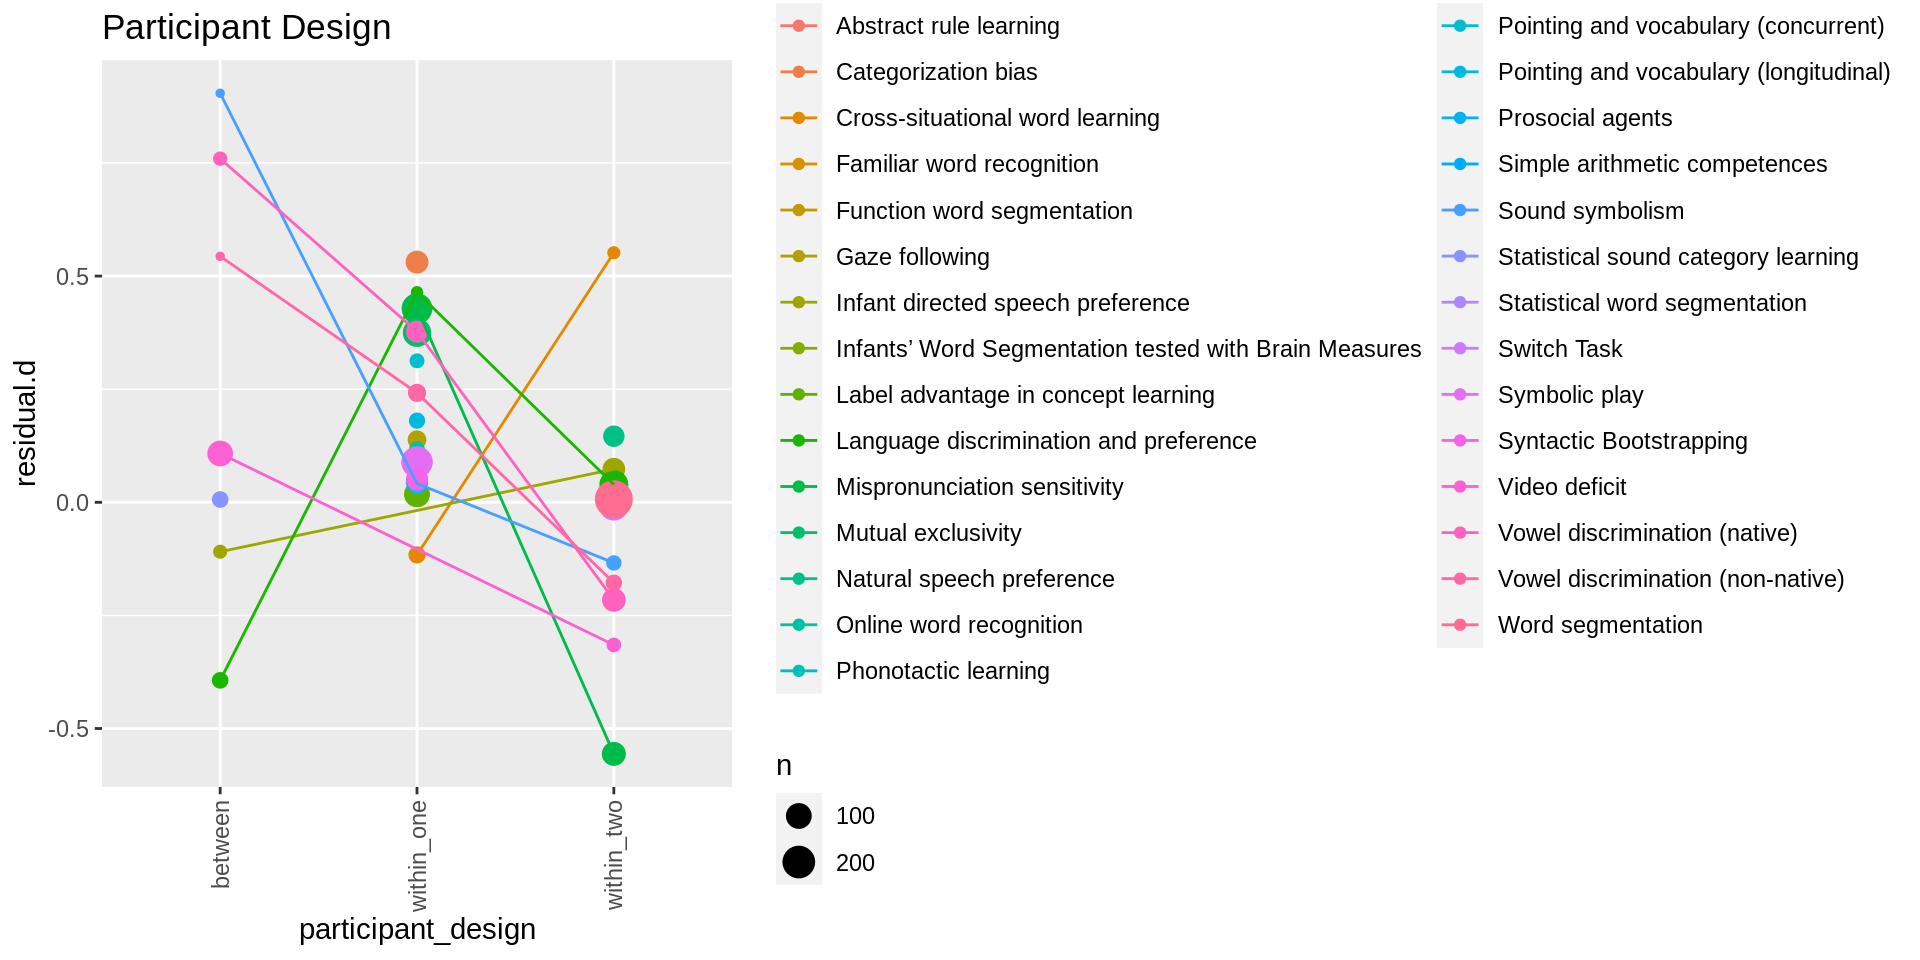 Participant Design
residual.d
0.5
0.0
-0.5
between
within_one
within_two
participant_design
Abstract rule learning
Categorization bias
Cross-situational word learning
Familiar word recognition
Function word segmentation
Gaze following
Infant directed speech preference
Infants’ Word Segmentation tested with Brain Measures
Label advantage in concept learning
Language discrimination and preference
Mispronunciation sensitivity
Mutual exclusivity
Natural speech preference
Online word recognition
Phonotactic learning
Pointing and vocabulary (concurrent)
Pointing and vocabulary (longitudinal)
Prosocial agents
Simple arithmetic competences
Sound symbolism
Statistical sound category learning
Statistical word segmentation
Switch Task
Symbolic play
Syntactic Bootstrapping
Video deficit
Vowel discrimination (native)
Vowel discrimination (non-native)
Word segmentation
n
100
200